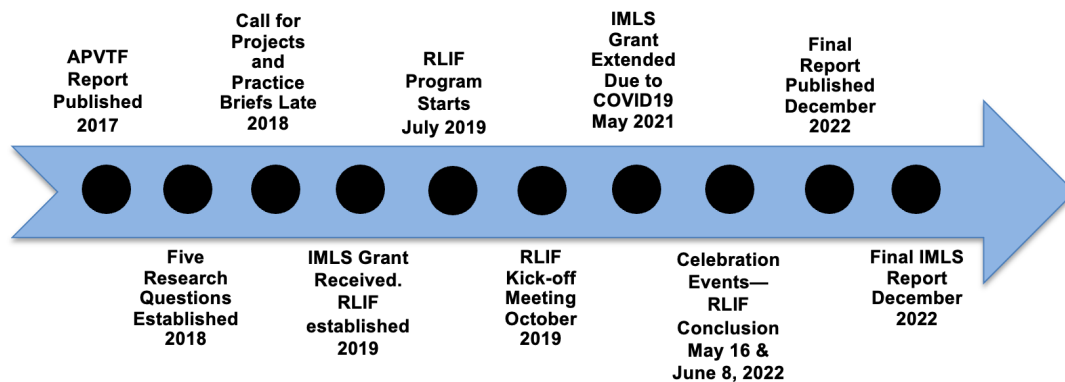 APVTF
Report
Published
2017
Five
Research
Questions
Established
2018
Call for
Projects
and
Practice
Briefs Late
2018
IMLS Grant
Received.
RLIF
established
2019
RLIF
Program
Starts
July 2019
RLIF
Kick-off
Meeting
October
2019
IMLS
Grant
Extended
Due to
COVID19
May 2021
Celebration
Events—
RLIF
Conclusion
May 16 &
June 8, 2022
Final
Report
Published
December
2022
Final IMLS
Report
December
2022